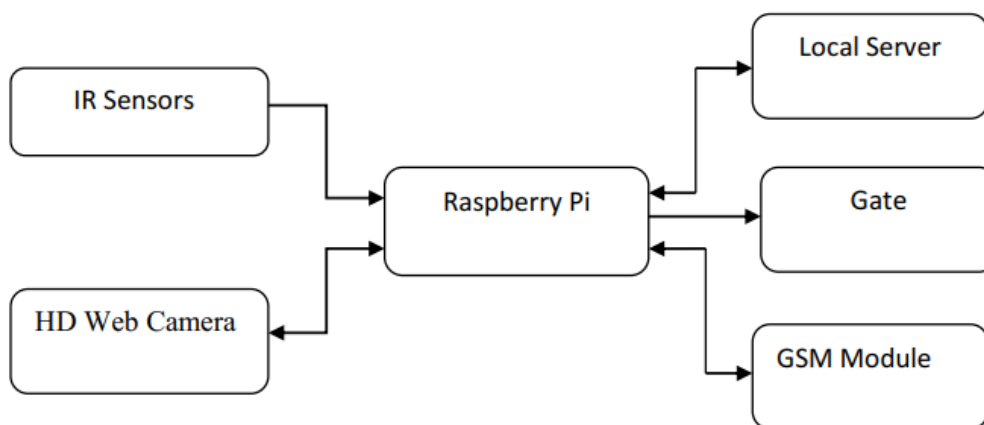 IR Sensors
HD Web Camera
Raspberry Pi
Local Server
Gate
GSM Module